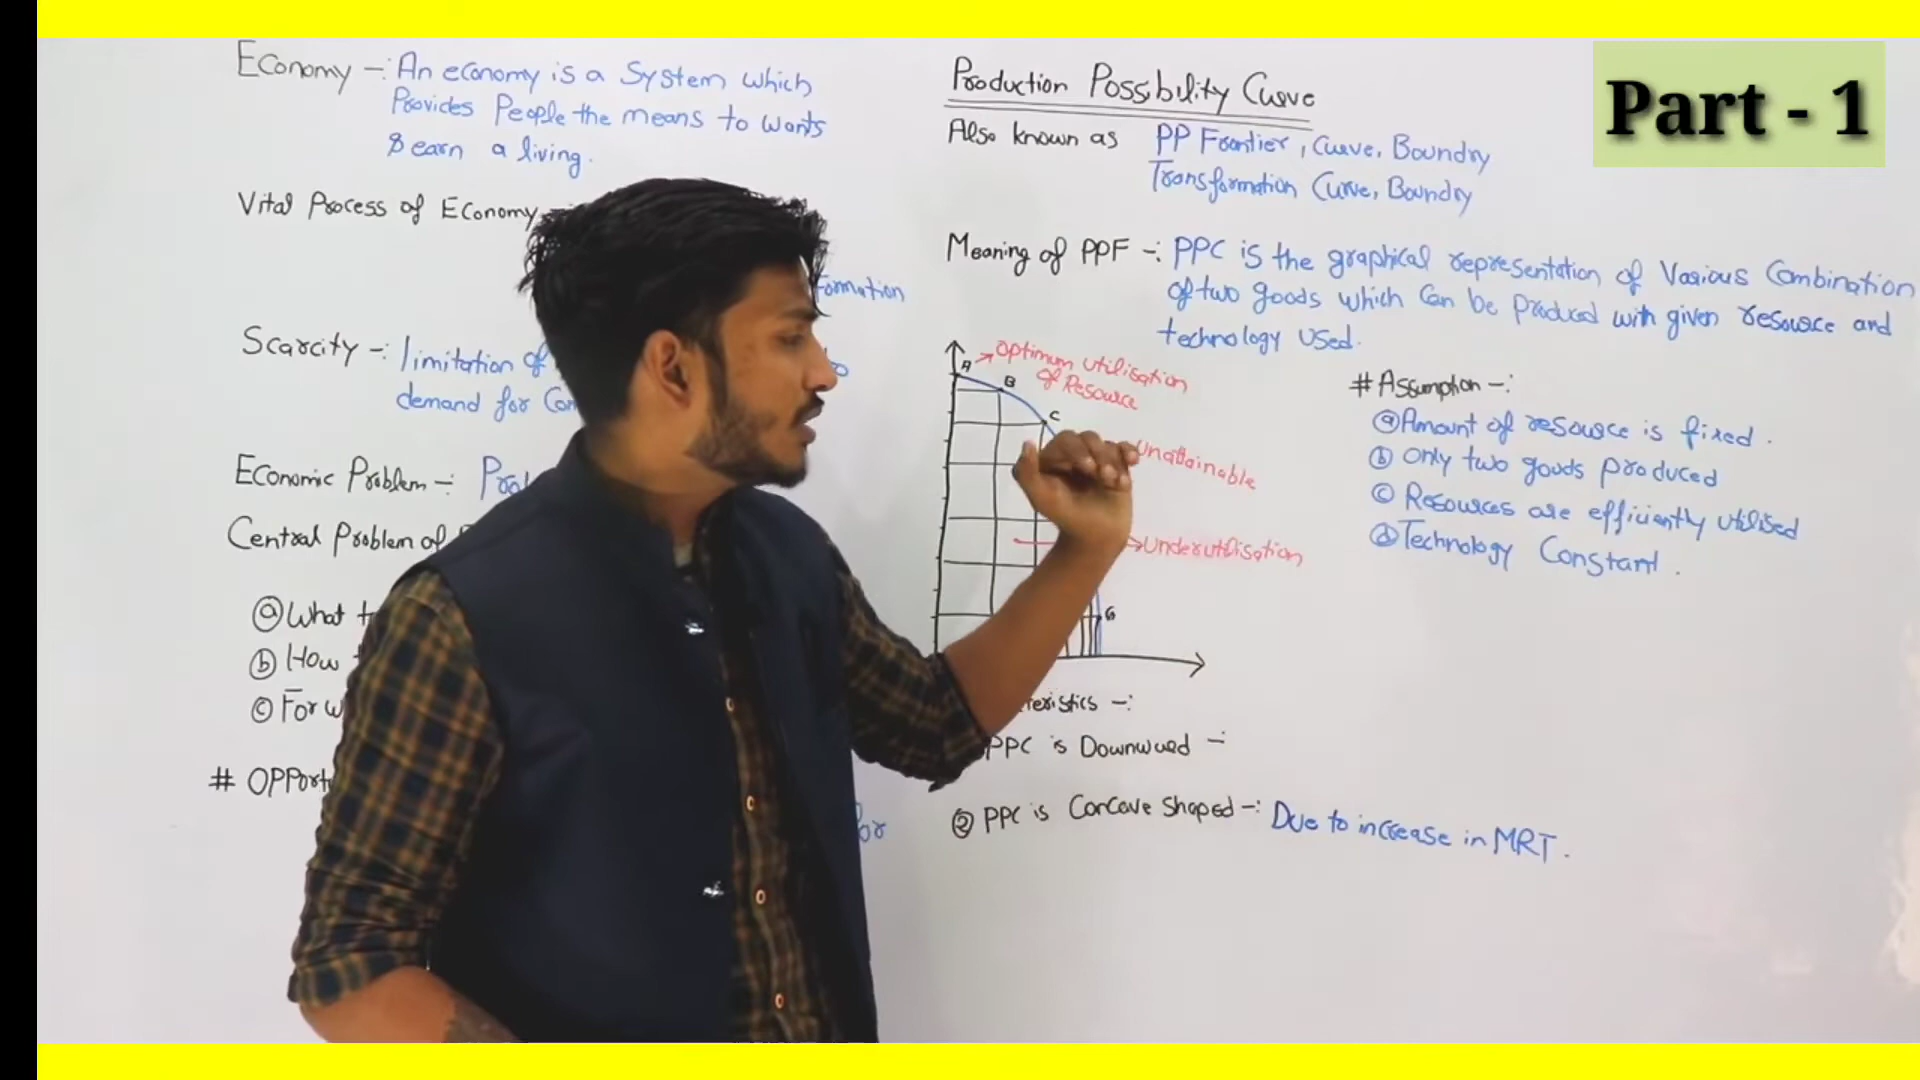 Economy -: An economy is a System which
Provides People the means to wants
& earn a living.
Vital Process of Economy
formation
Scarcity -: limitation of
demand for Con
Economic Problem -:
Central Problem of
ⓐ What t
ⓑ How
ⓒ For w
# OPPort
for
Part - 1
Production Possbility Curve
Also known as PP Frontier, Curve, Boundry
Transformation Curve, Boundry
Meaning of PPF -: PPC is the graphical representation of Various Combination
of two goods which Can be Produced with given resource and
technology Used.
A
Optimum utilisation
of Resource
B
C
Unattainable
Underutilisation
G
# Assumption -:
ⓐ Amount of resource is fixed.
ⓑ Only two goods produced
ⓒ Resources are efficiently utilised
ⓓ Technology Constant.
teristics -:
PPC is Downwued -
② PPC is Concave Shaped -: Due to increase in MRT.